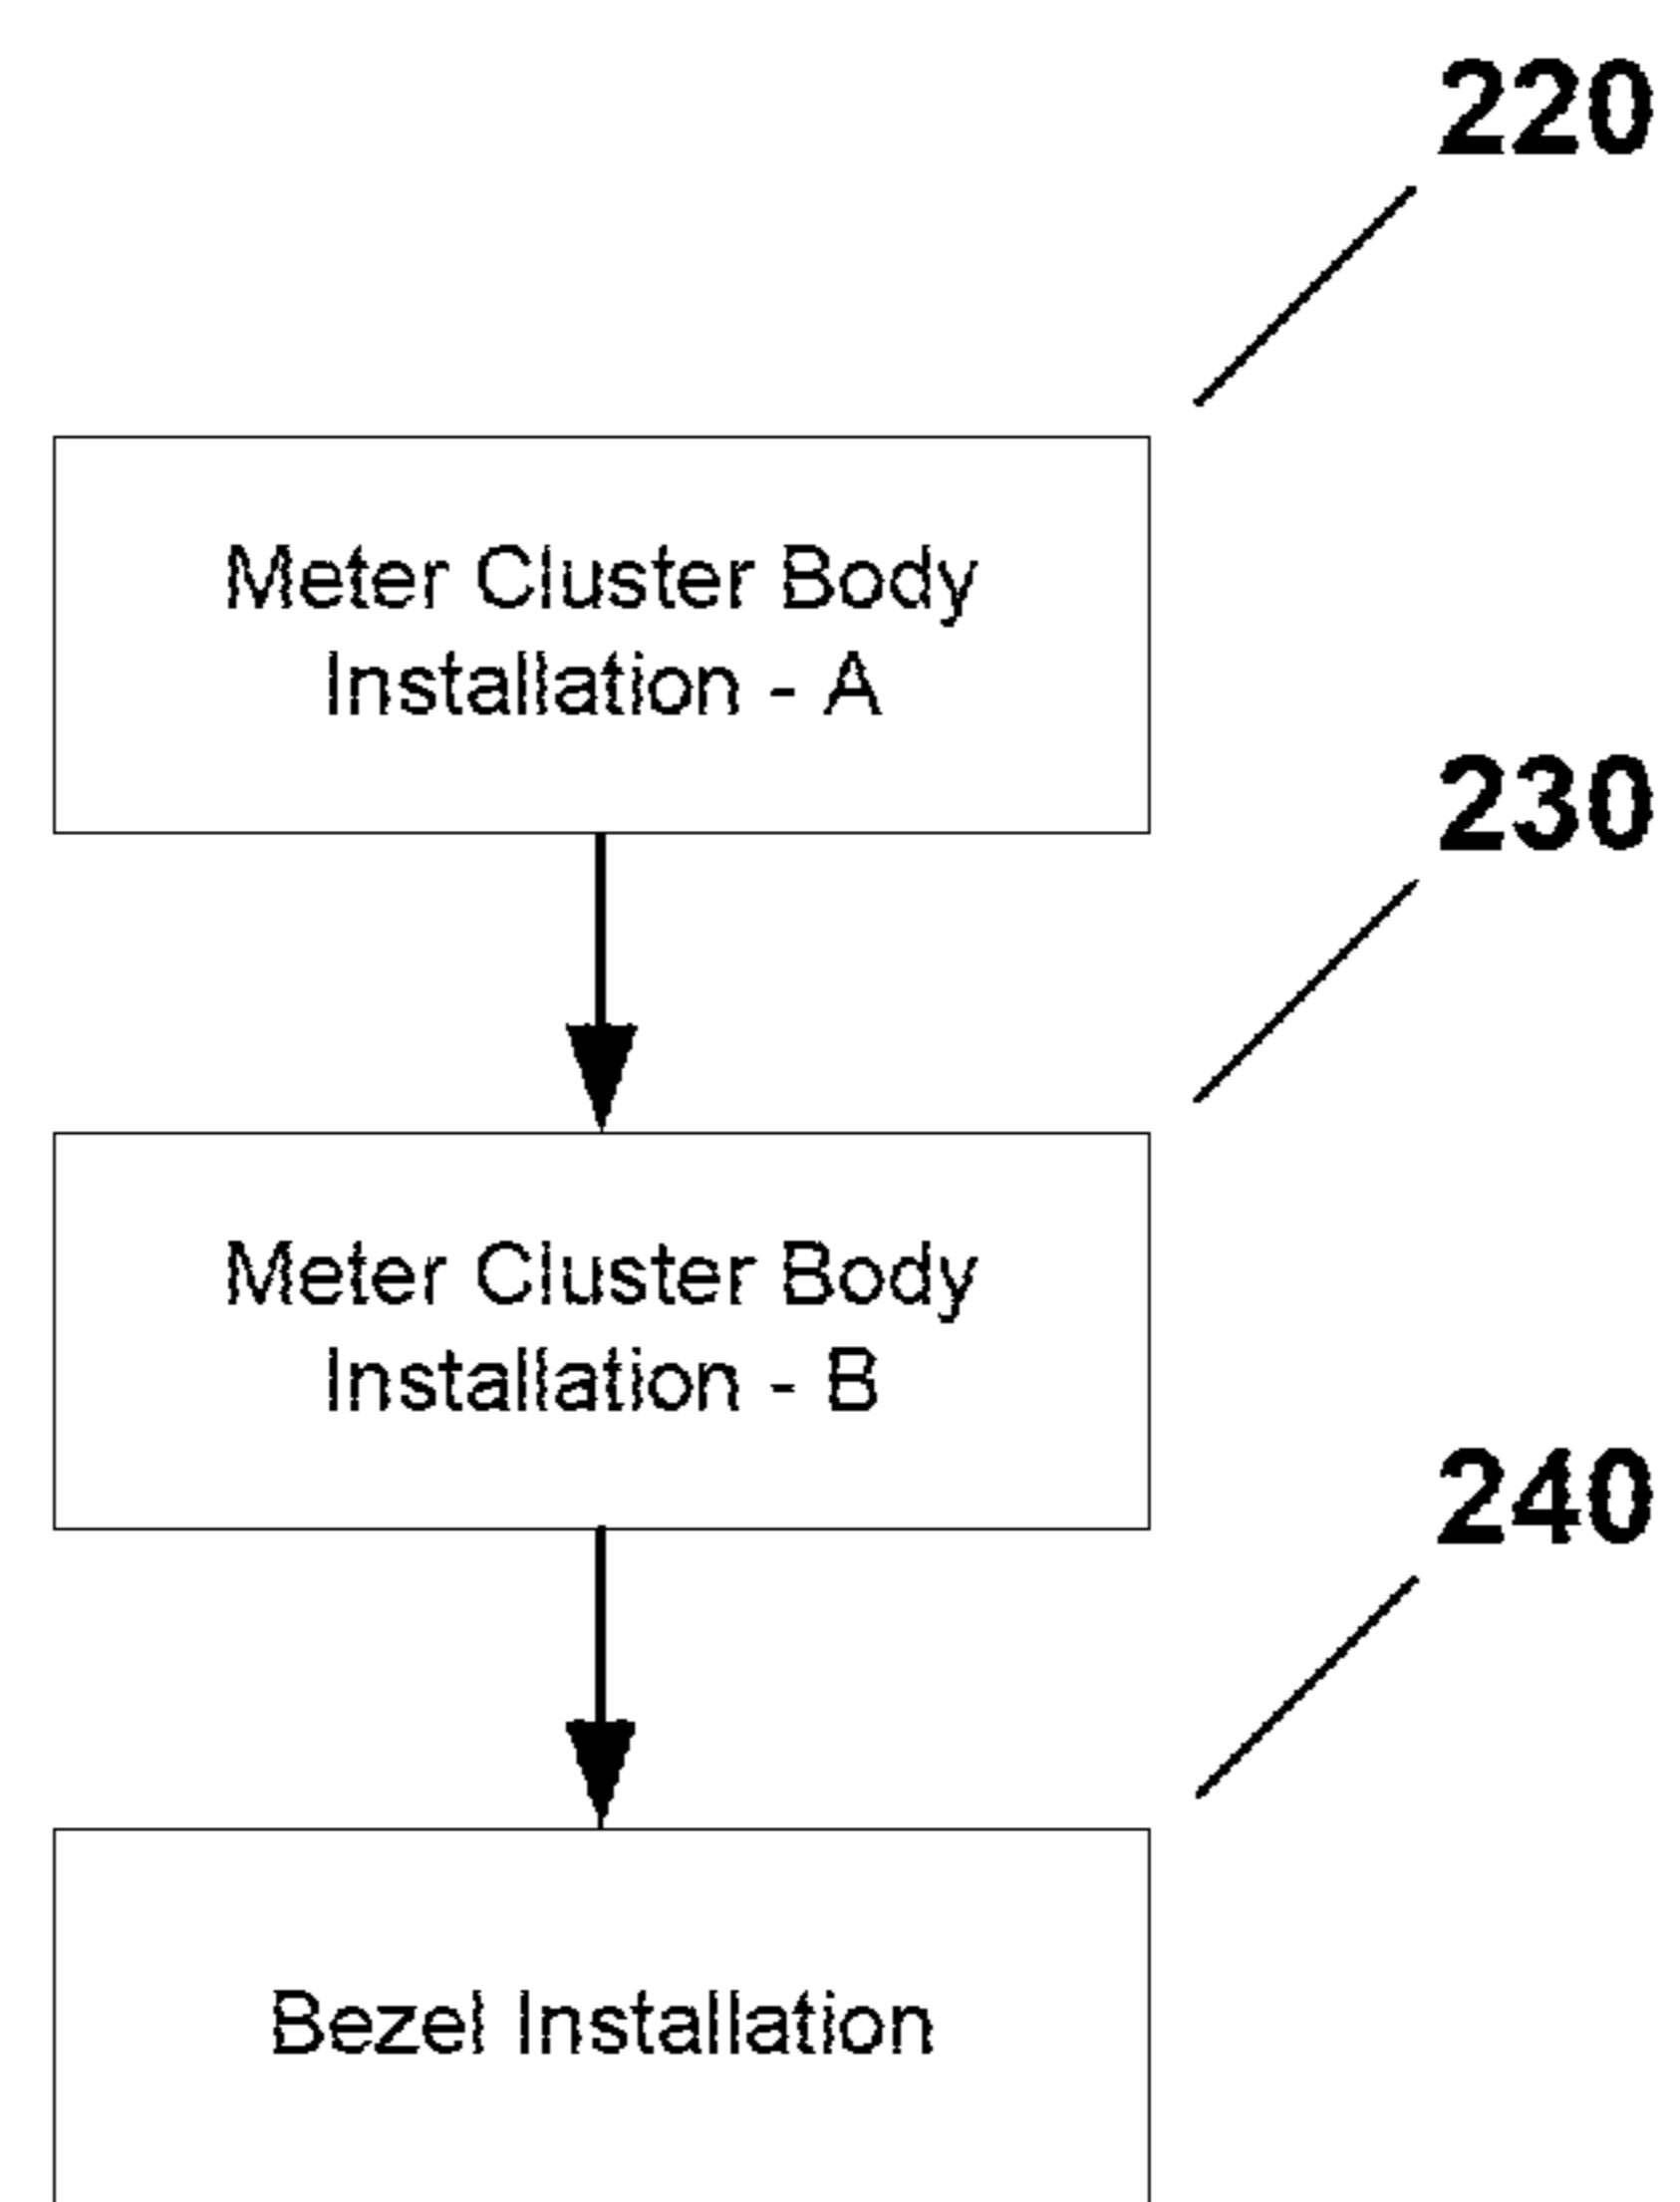 220
Meter Cluster Body
Installation - A
230
Meter Cluster Body
Installation - B
240
Bezel Installation